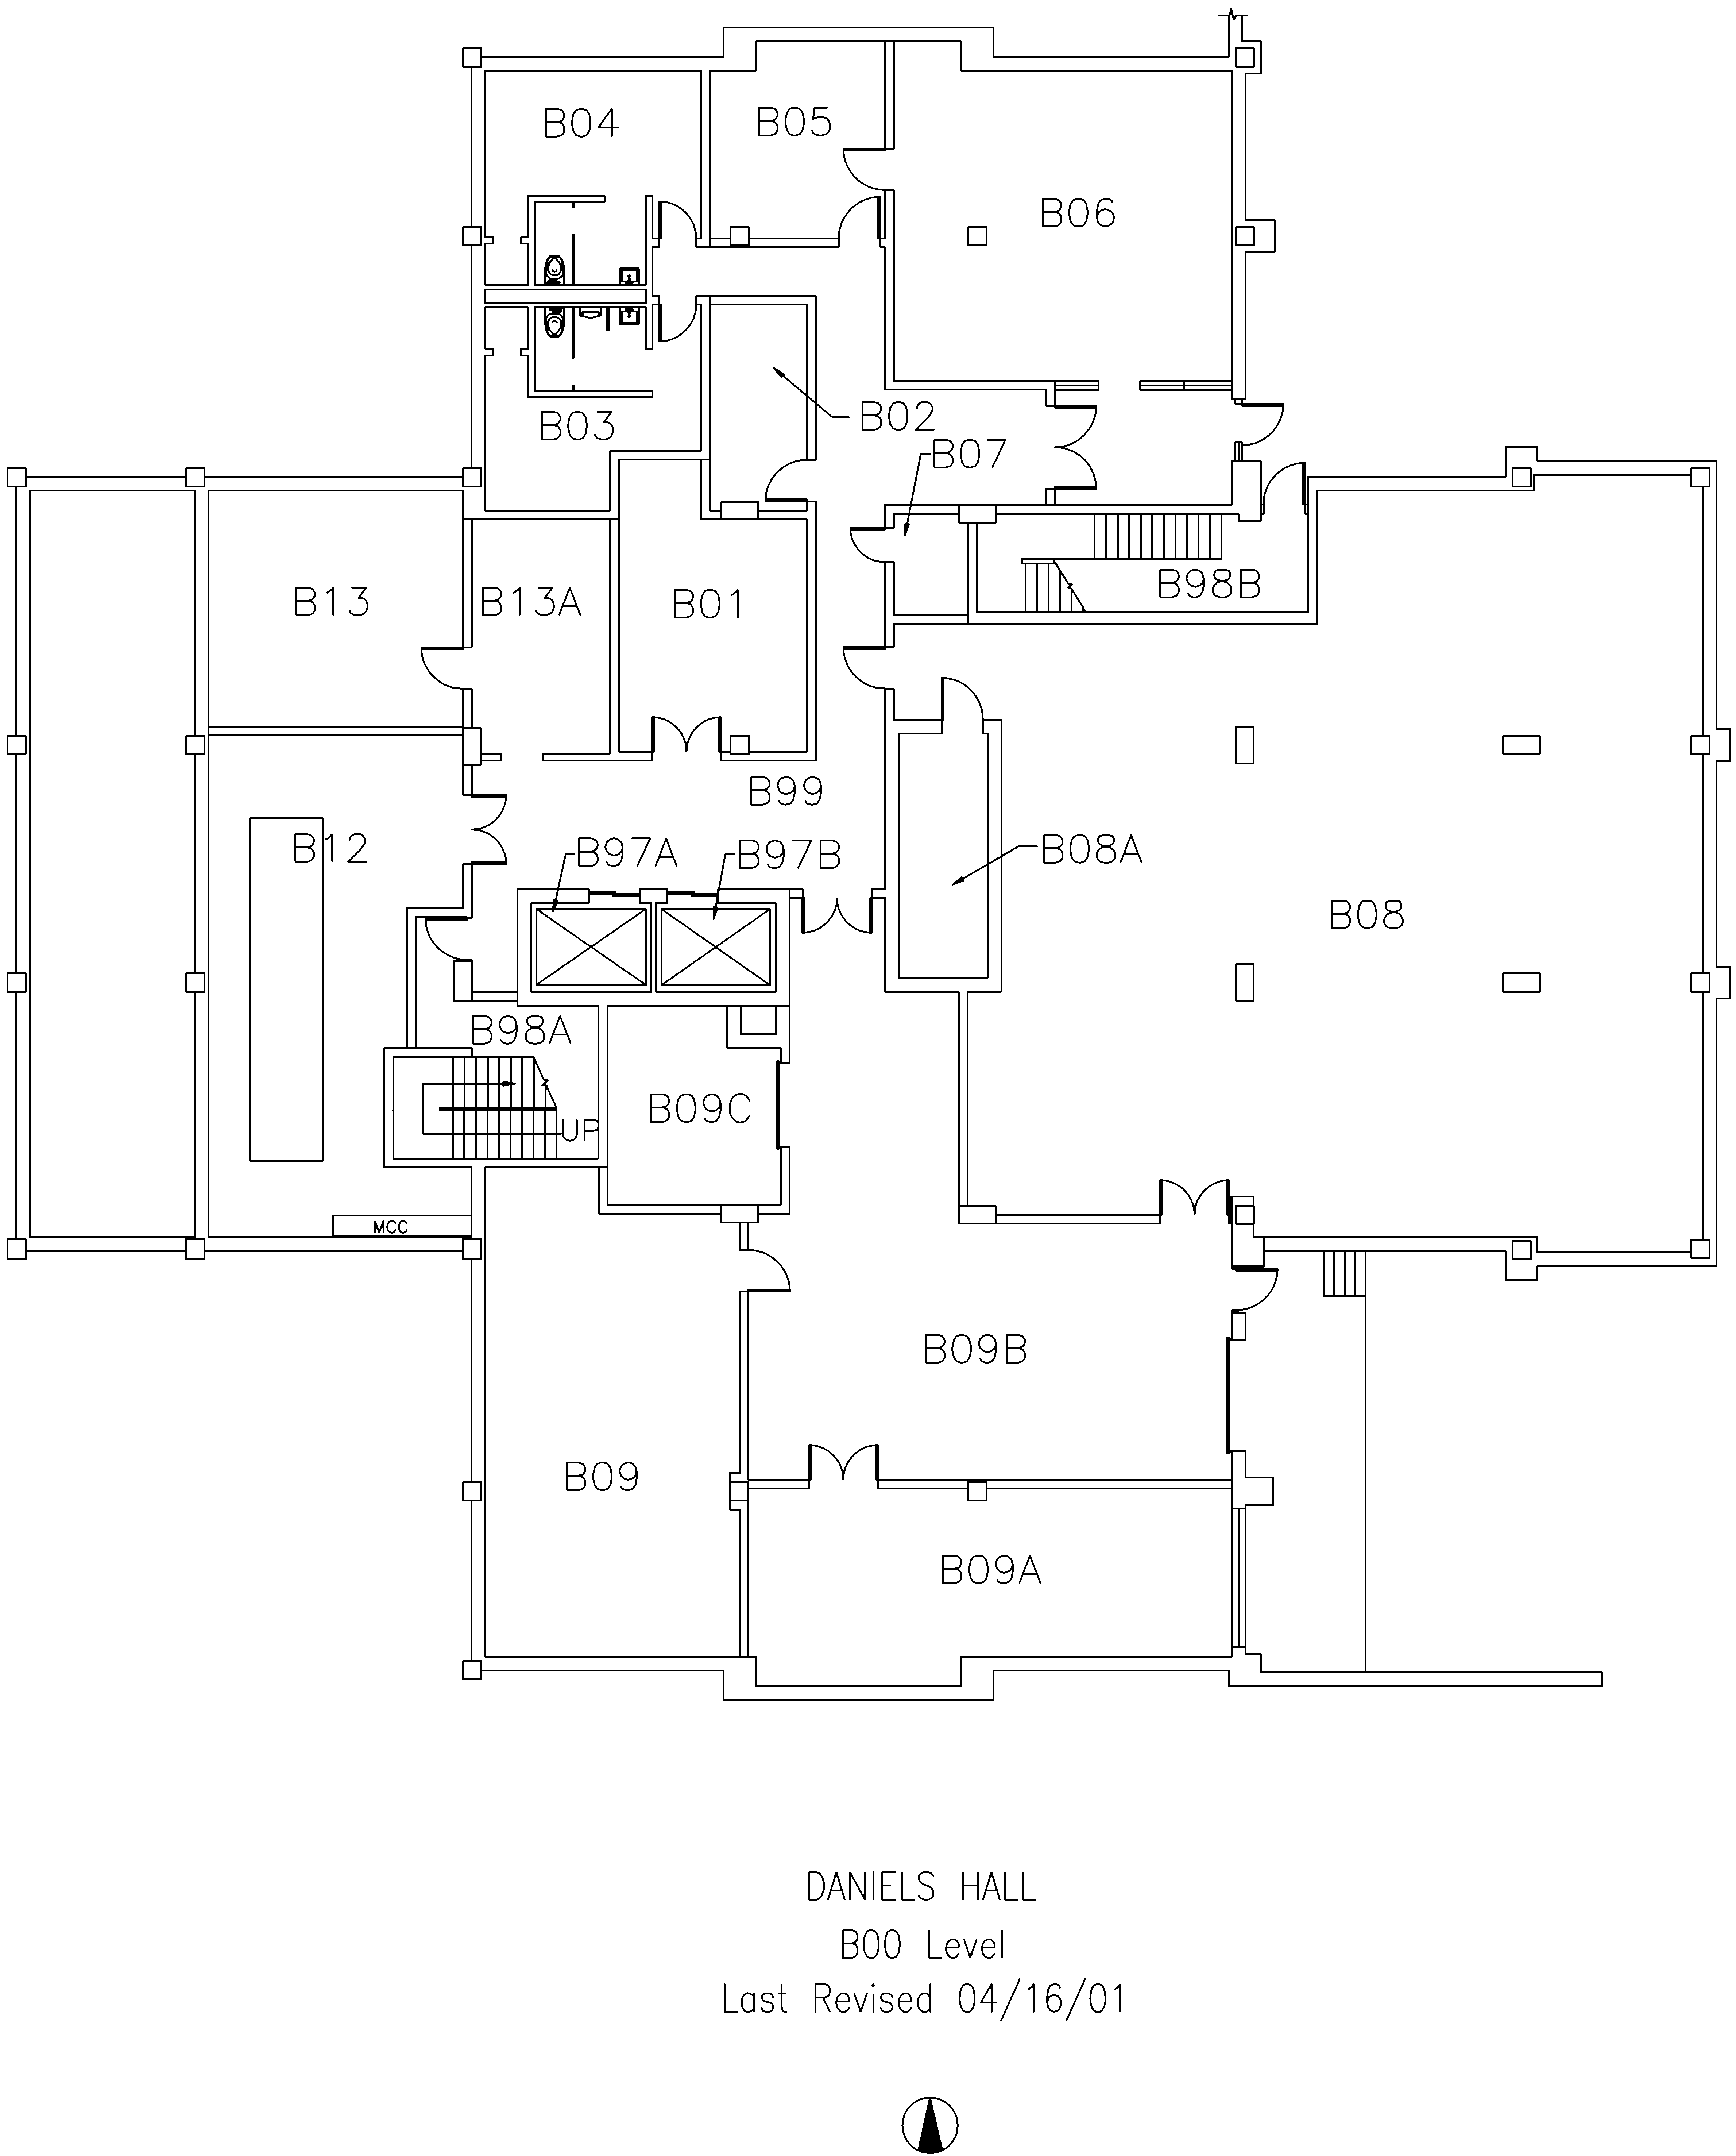 B04
B05
B06
B03
B02
B07
B13
B13A
B01
B98B
B99
B12
B97A
B97B
B08A
B08
B98A
B09C
UP
MCC
B09B
B09
B09A
DANIELS HALL
B00 Level
Last Revised 04/16/01